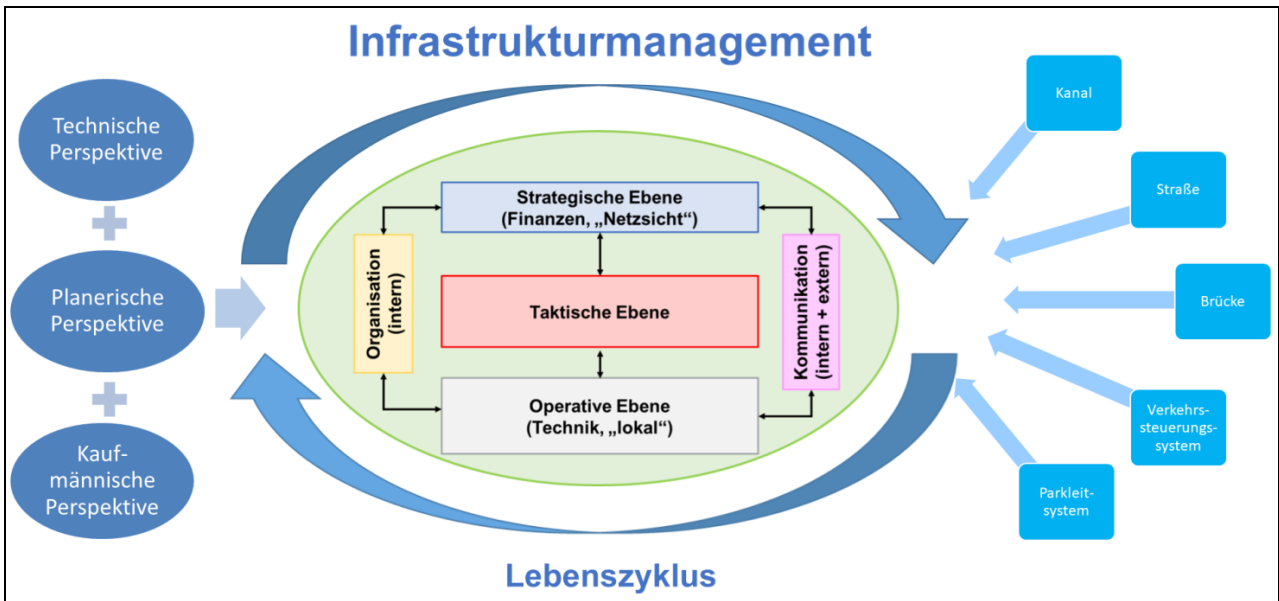 Infrastrukturmanagement
Technische
Perspektive
Planerische
Perspektive
Kauf-
männische
Perspektive
Strategische Ebene
(Finanzen, „Netzsicht“)
Organisation
(intern)
Taktische Ebene
Kommunikation
(intern + extern)
Operative Ebene
(Technik, „lokal“)
Kanal
Straße
Brücke
Verkehrs-
steuerungs-
system
Parkleit-
system
Lebenszyklus